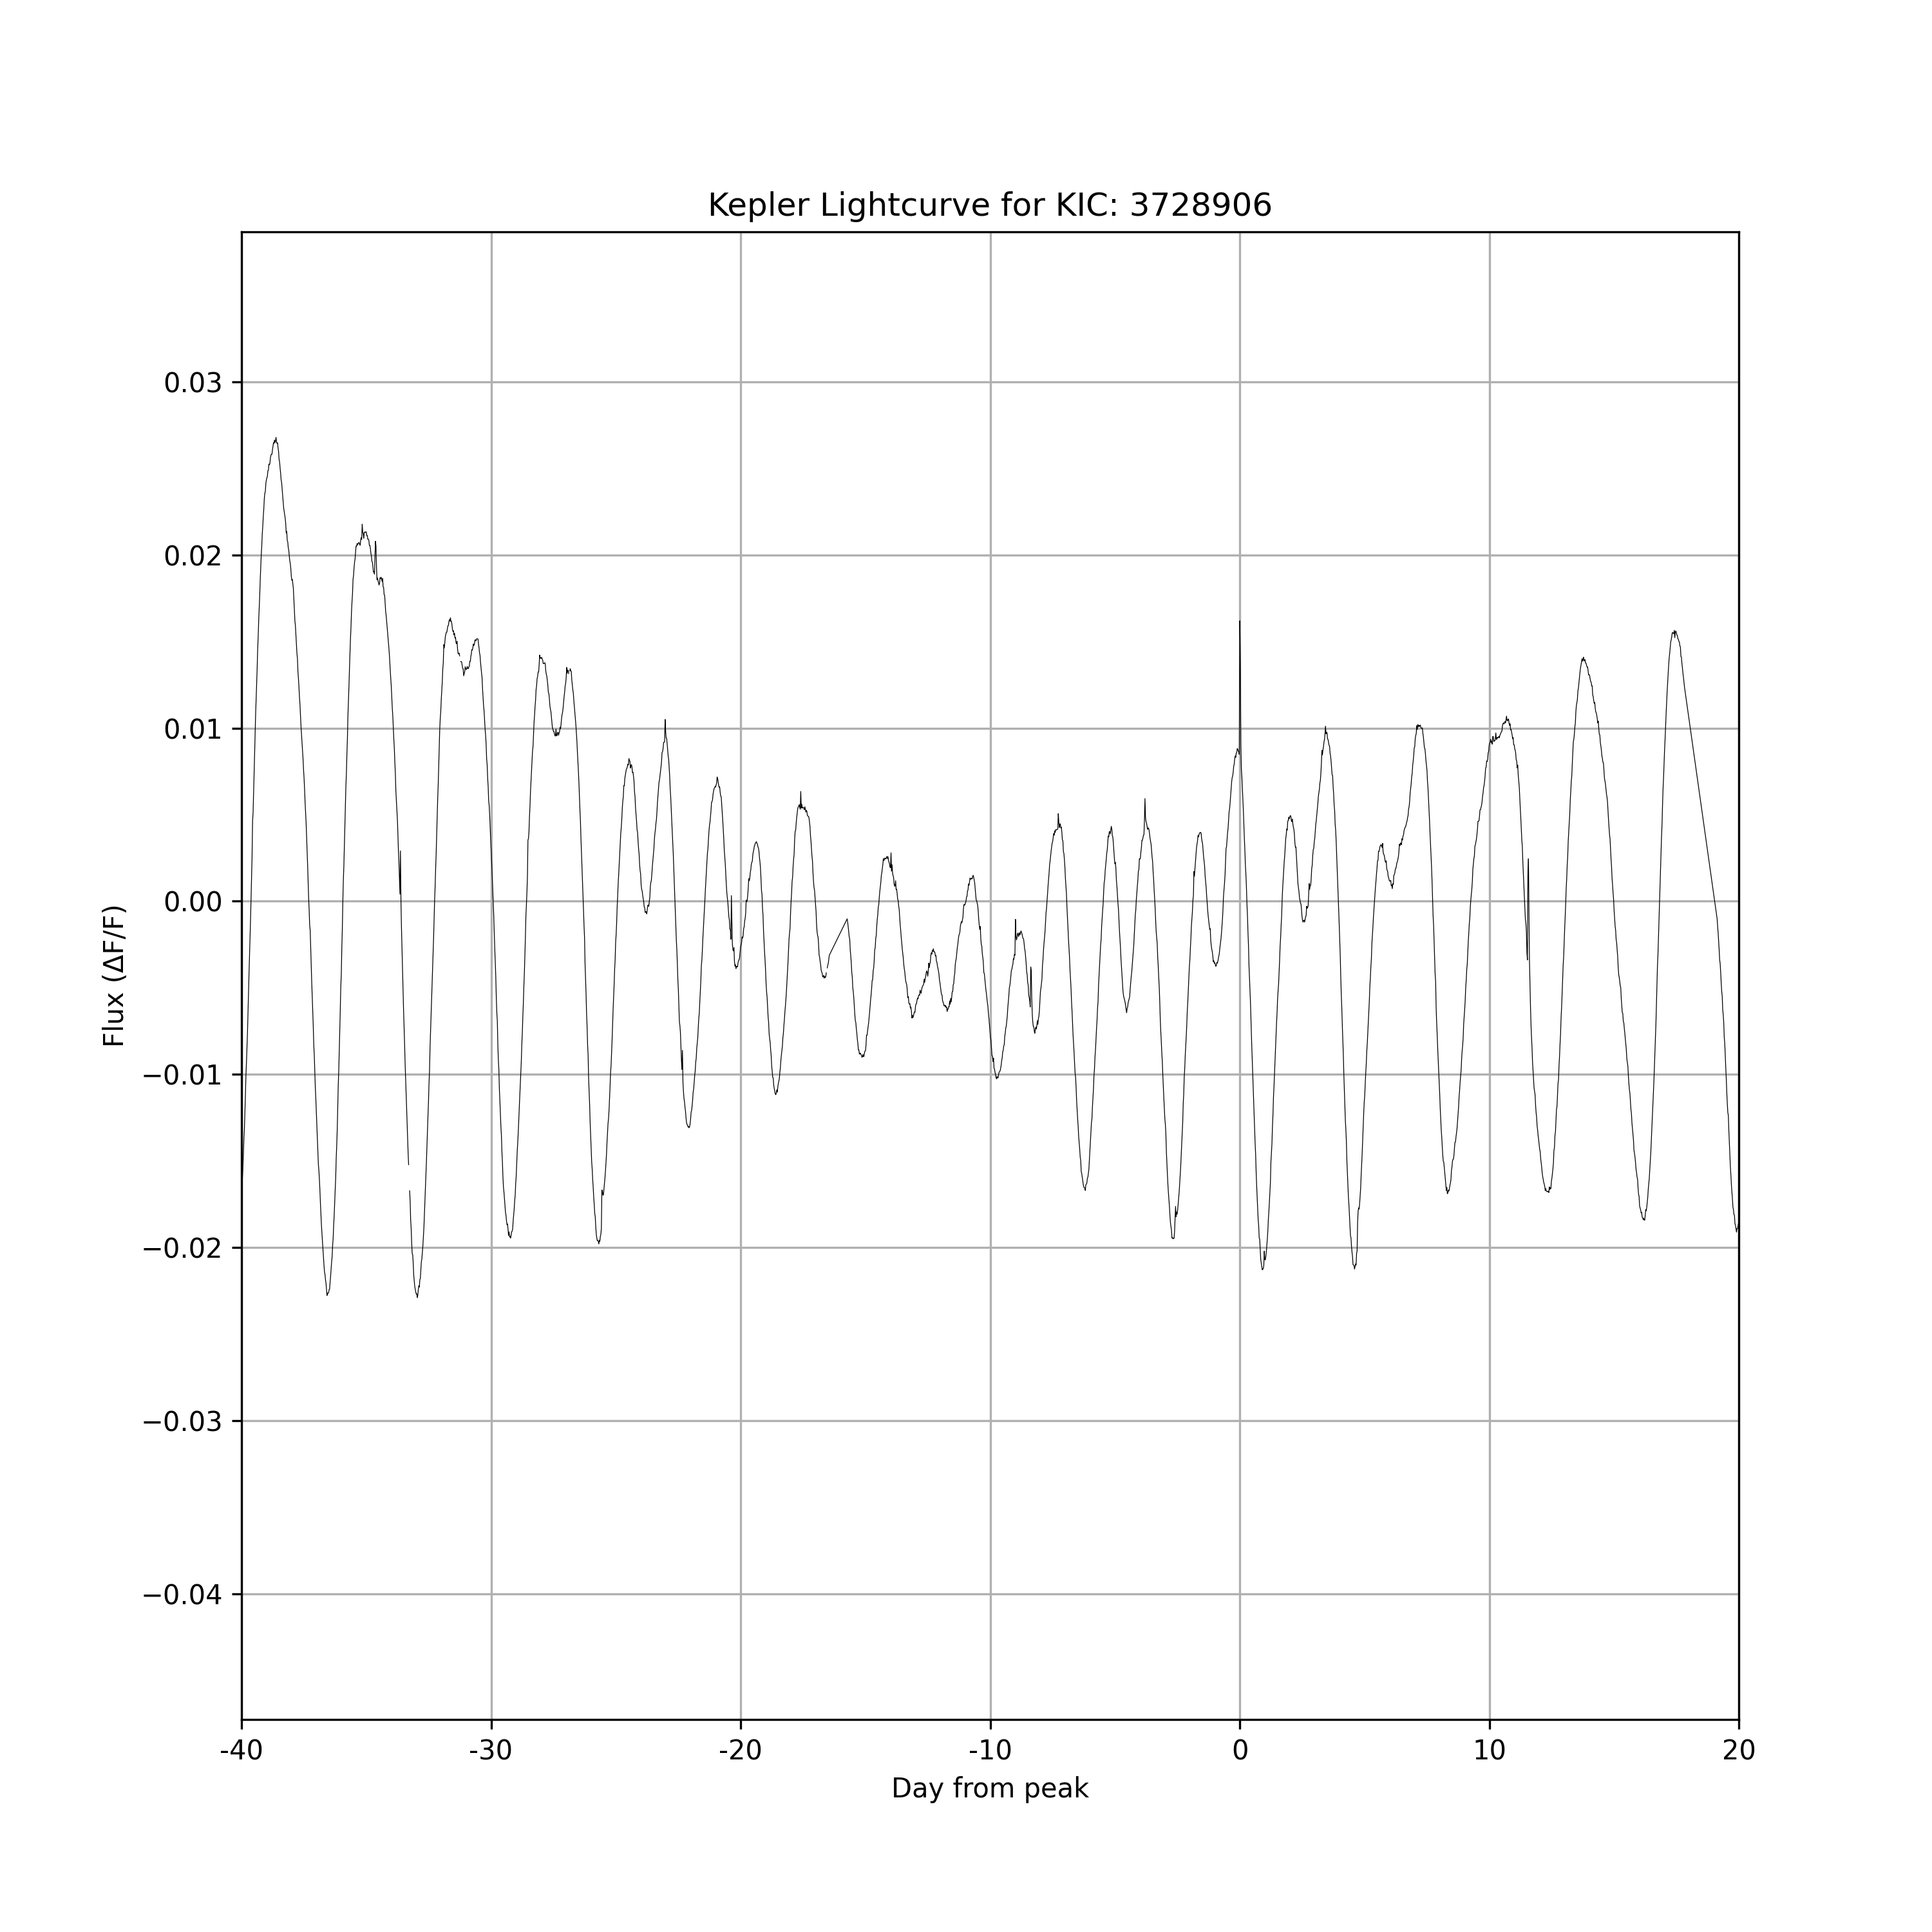 Kepler Lightcurve for KIC: 3728906
Flux (ΔF/F)
0.03
0.02
0.01
0.00
−0.01
−0.02
−0.03
−0.04
-40 -30 -20 -10 0 10 20
Day from peak